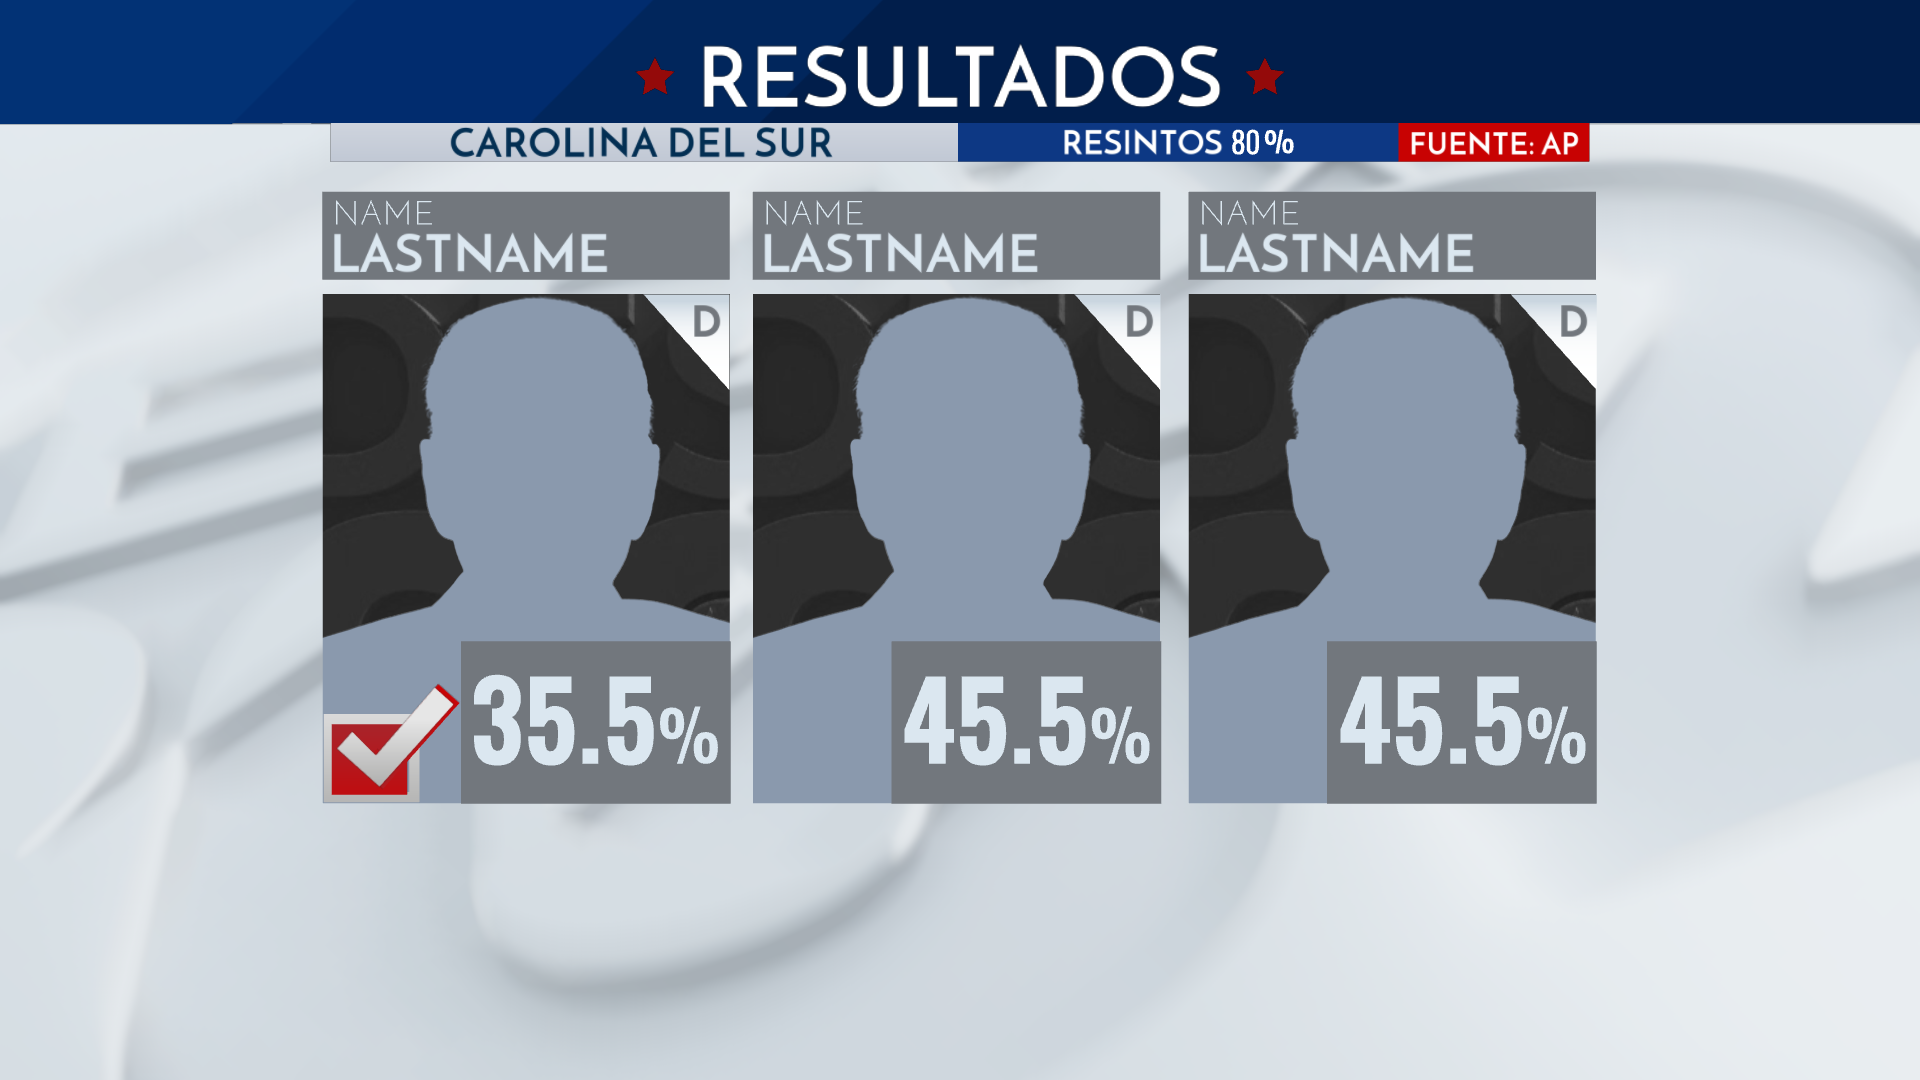 RESULTADOS
CAROLINA DEL SUR
RESINTOS 80%
FUENTE: AP
NAME
LASTNAME
D
35.5%
NAME
LASTNAME
D
45.5%
NAME
LASTNAME
D
45.5%